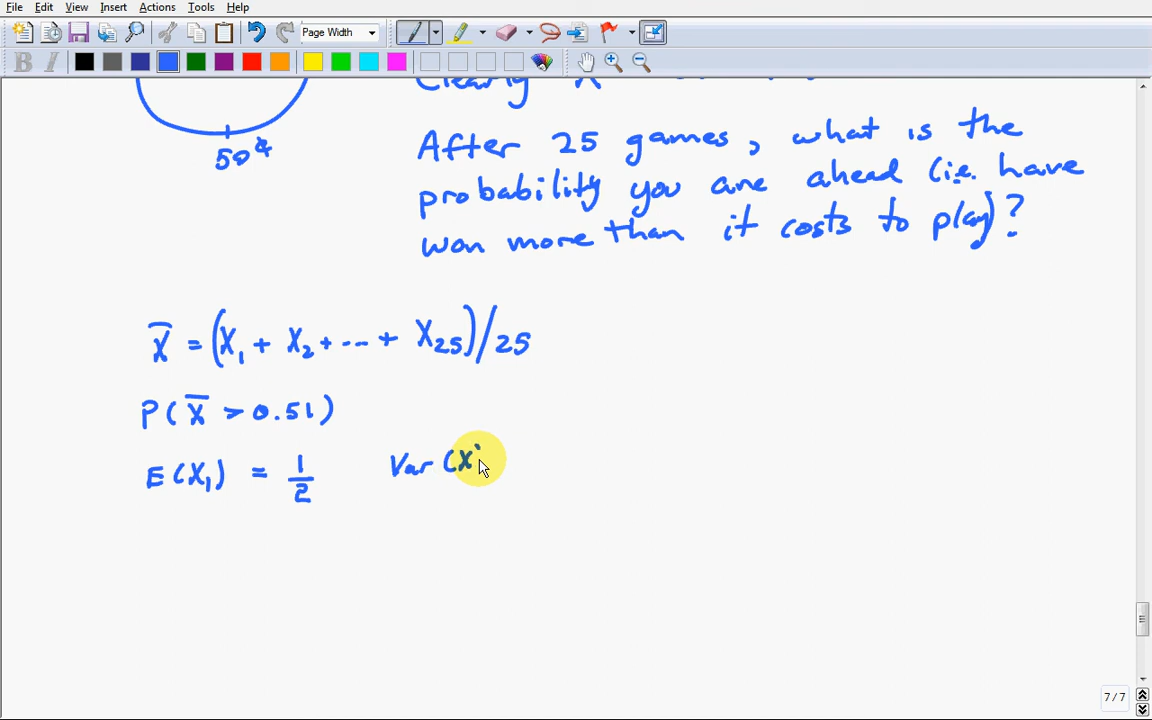 File Edit View Insert Actions Tools Help
Page Width
B I
Clearly X
50¢
After 25 games, what is the
probability you are ahead (i.e. have
won more than it costs to play)?
X̅ = (X₁ + X₂ + ... + X₂₅)/25
P(X̅ > 0.51)
E(X₁) = 1/2 Var (X
7/7